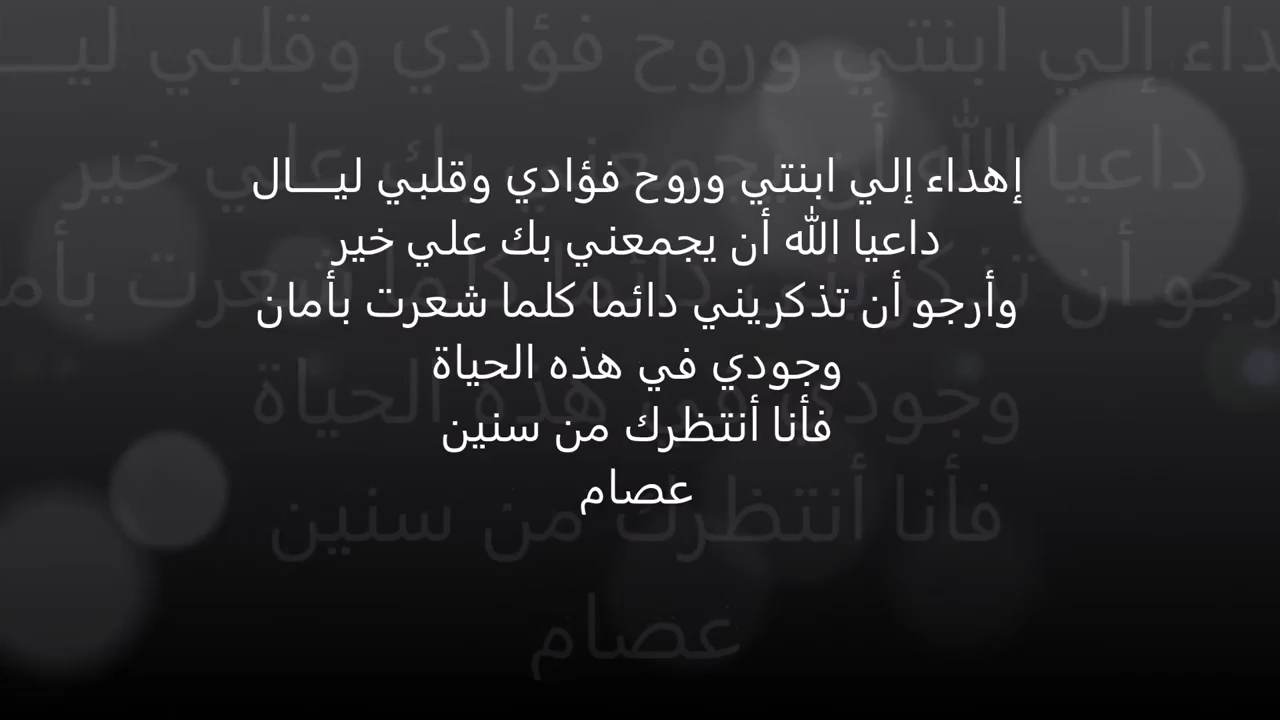 إهداء إلي ابنتي وروح فؤادي وقلبي ليـــال
داعيا الله أن يجمعني بك علي خير
وأرجو أن تذكريني دائما كلما شعرت بأمان
وجودي في هذه الحياة
فأنا أنتظرك من سنين
عصام